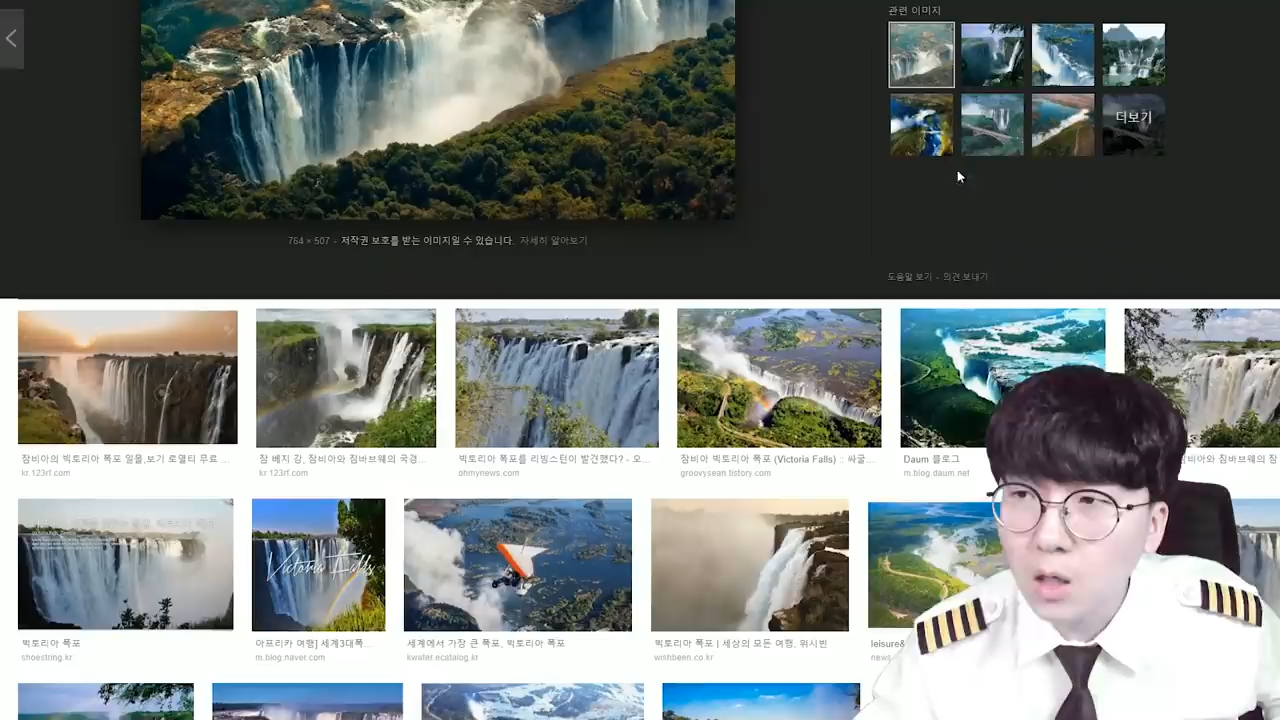 관련 이미지
더보기
764 × 507 - 저작권 보호를 받는 이미지일 수 있습니다. 자세히 알아보기
도움말 보기 - 의견 보내기
잠비아의 빅토리아 폭포 일몰 보기 로열티 무료 ...
kr.123rf.com
잠 베지 강, 잠비아와 짐바브웨의 국경...
kr.123rf.com
빅토리아 폭포를 리빙스턴이 발견했다? - 오...
ohmynews.com
잠비아 빅토리아 폭포 (Victoria Falls) :: 싸굴...
groovysean.tistory.com
Daum 블로그
m.blog.daum.net
잠비아와 짐바브웨의 잠
Victoria Falls
빅토리아 폭포
shoestring.kr
아프리카 여행] 세계3대폭...
m.blog.naver.com
세계에서 가장 큰 폭포, 빅토리아 폭포
kwater.ecatalog.kr
빅토리아 폭포 | 세상의 모든 여행, 위시빈
wishbeen.co.kr
leisure&
news